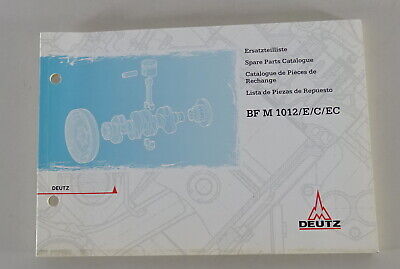 Ersatzteilliste
Spare Parts Catalogue
Catalogue de Pièces de
Rechange
Lista de Piezas de Repuesto
BF M 1012/E/C/EC
DEUTZ
DEUTZ